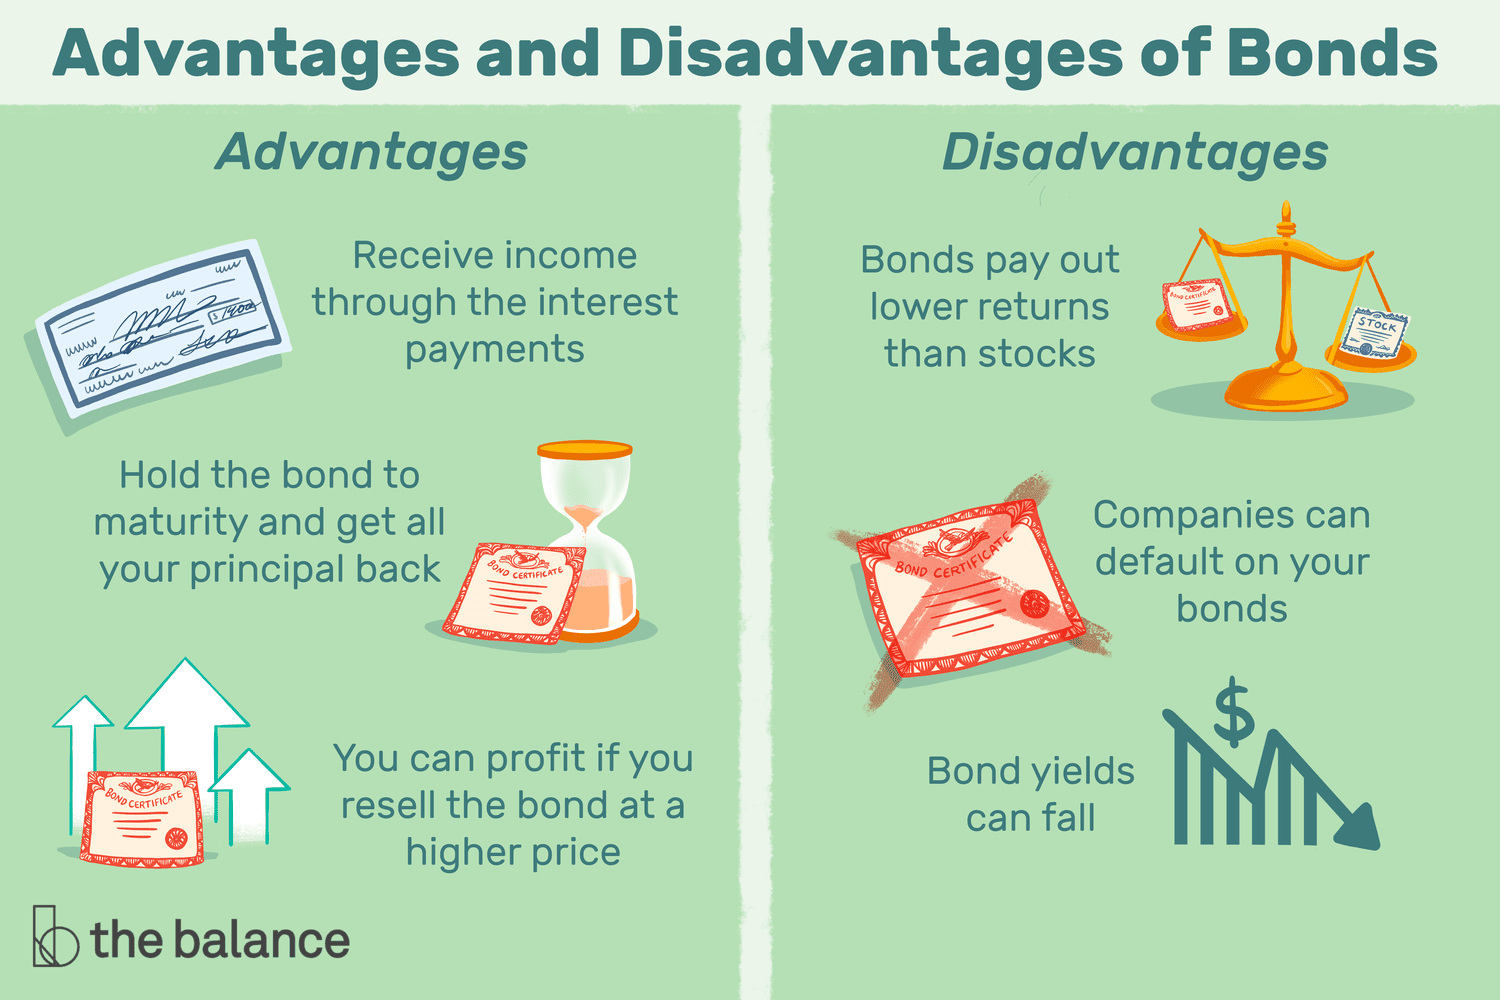 Advantages and Disadvantages of Bonds
Advantages
Receive income
through the interest
payments
Hold the bond to
maturity and get all
your principal back
BOND CERTIFICATE
BOND CERTIFICATE
You can profit if you
resell the bond at a
higher price
the balance
Disadvantages
Bonds pay out
lower returns
than stocks
BOND CERTIFICATE
STOCK
BOND CERTIFICATE
Companies can
default on your
bonds
$
Bond yields
can fall